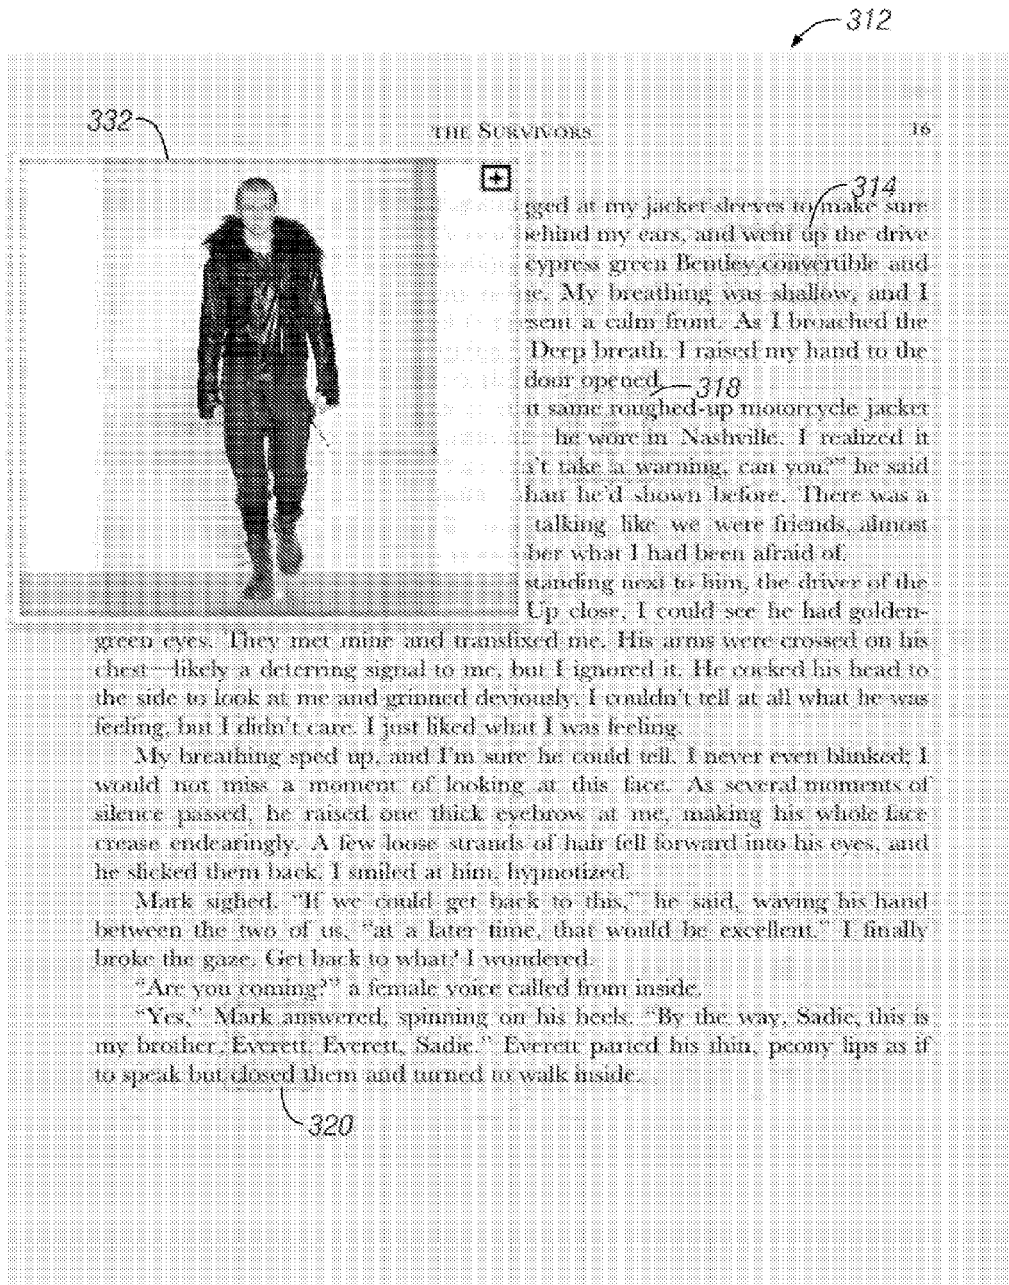 312
332
THE SURVIVORS 16
314
gged at my jacket sleeves to make sure
behind my ears, and went up the drive
cypress green Bentley convertible and
se. My breathing was shallow, and I
esent a calm front. As I broached the
Deep breath. I raised my hand to the
door opened.
318
t same roughed-up motorcycle jacket
he wore in Nashville. I realized it
n't take a warning, can you?” he said
han he'd shown before. There was a
talking like we were friends, almost
ber what I had been afraid of.
standing next to him, the driver of the
Up close, I could see he had golden-
green eyes. They met mine and transfixed me. His arms were crossed on his
chest—likely a deterring signal to me, but I ignored it. He cocked his head to
the side to look at me and grinned deviously. I couldn't tell at all what he was
feeling, but I didn't care. I just liked what I was feeling.
My breathing sped up, and I'm sure he could tell. I never even blinked; I
would not miss a moment of looking at this face. As several moments of
silence passed, he raised one thick eyebrow at me, making his whole face
crease endearingly. A few loose strands of hair fell forward into his eyes, and
he slicked them back. I smiled at him, hypnotized.
Mark sighed. “If we could get back to this,” he said, waving his hand
between the two of us, “at a later time, that would be excellent.” I finally
broke the gaze. Get back to what? I wondered.
“Are you coming?” a female voice called from inside.
“Yes,” Mark answered, spinning on his heels. “By the way, Sadie, this is
my brother, Everett. Everett, Sadie.” Everett parted his thin, peony lips as if
to speak but closed them and turned to walk inside.
320